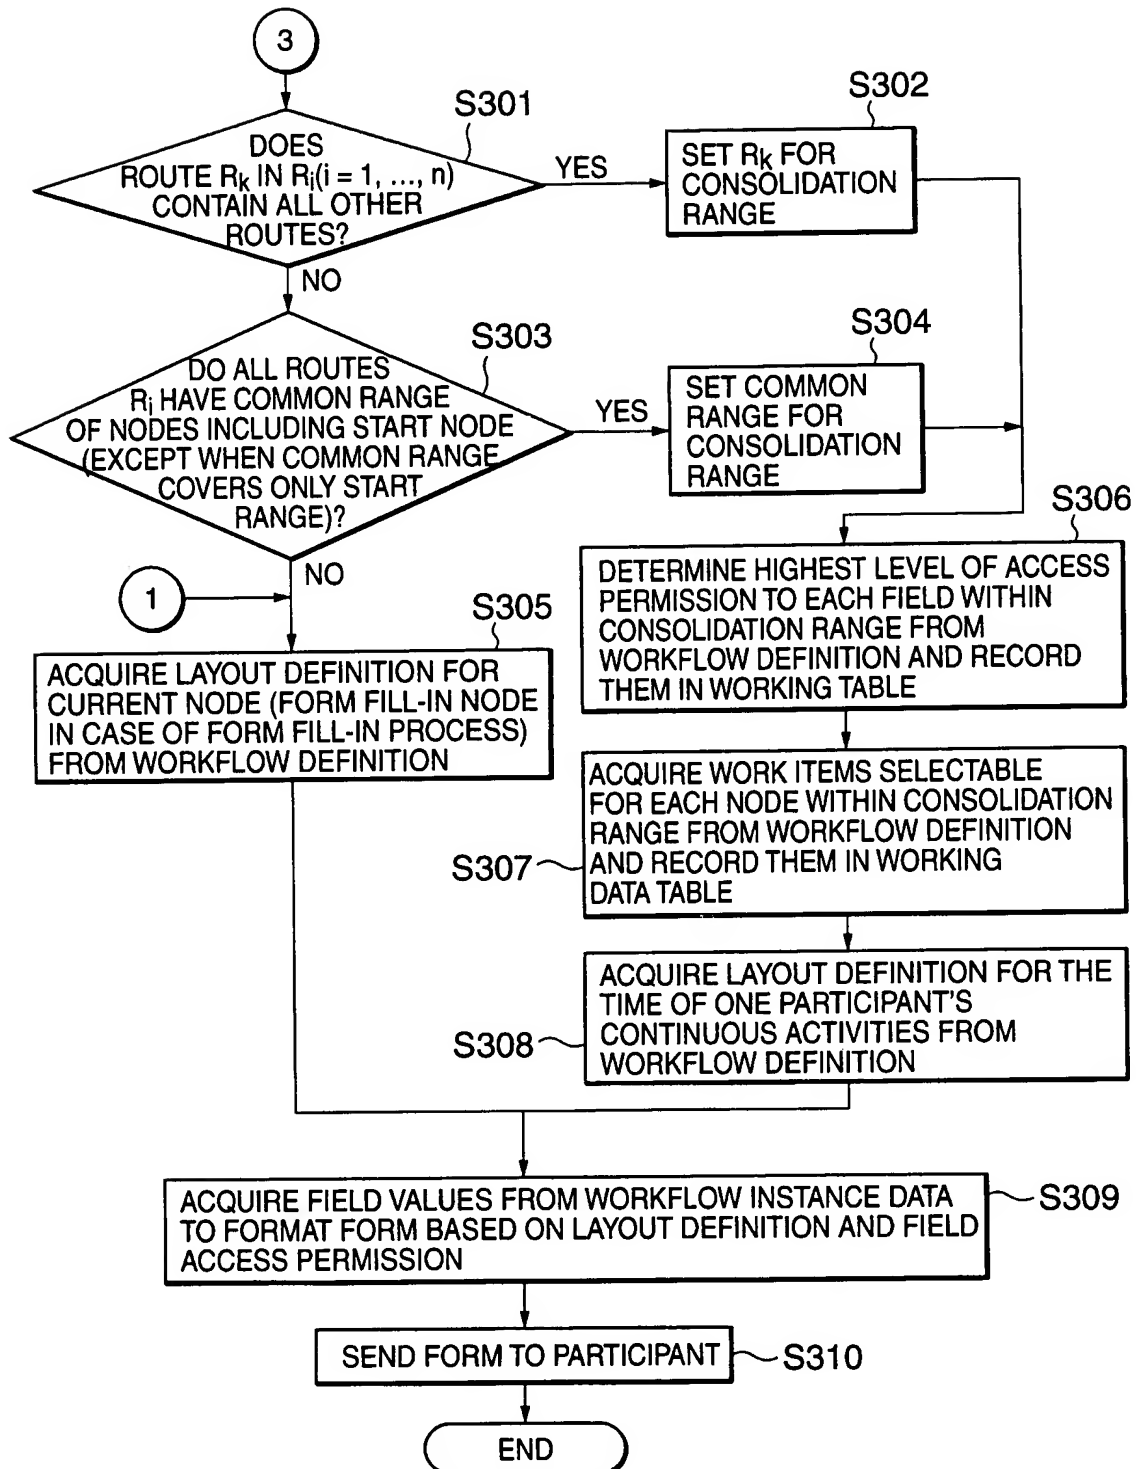 3
S301
DOES
ROUTE Rk IN Ri(i = 1, ..., n)
CONTAIN ALL OTHER
ROUTES?
YES
S302
SET Rk FOR
CONSOLIDATION
RANGE
NO
S303
DO ALL ROUTES
Ri HAVE COMMON RANGE
OF NODES INCLUDING START NODE
(EXCEPT WHEN COMMON RANGE
COVERS ONLY START
RANGE)?
YES
S304
SET COMMON
RANGE FOR
CONSOLIDATION
RANGE
NO
1
S305
ACQUIRE LAYOUT DEFINITION FOR
CURRENT NODE (FORM FILL-IN NODE
IN CASE OF FORM FILL-IN PROCESS)
FROM WORKFLOW DEFINITION
S306
DETERMINE HIGHEST LEVEL OF ACCESS
PERMISSION TO EACH FIELD WITHIN
CONSOLIDATION RANGE FROM
WORKFLOW DEFINITION AND RECORD
THEM IN WORKING TABLE
S307
ACQUIRE WORK ITEMS SELECTABLE
FOR EACH NODE WITHIN CONSOLIDATION
RANGE FROM WORKFLOW DEFINITION
AND RECORD THEM IN WORKING
DATA TABLE
S308
ACQUIRE LAYOUT DEFINITION FOR THE
TIME OF ONE PARTICIPANT'S
CONTINUOUS ACTIVITIES FROM
WORKFLOW DEFINITION
ACQUIRE FIELD VALUES FROM WORKFLOW INSTANCE DATA
TO FORMAT FORM BASED ON LAYOUT DEFINITION AND FIELD
ACCESS PERMISSION
S309
SEND FORM TO PARTICIPANT
S310
END